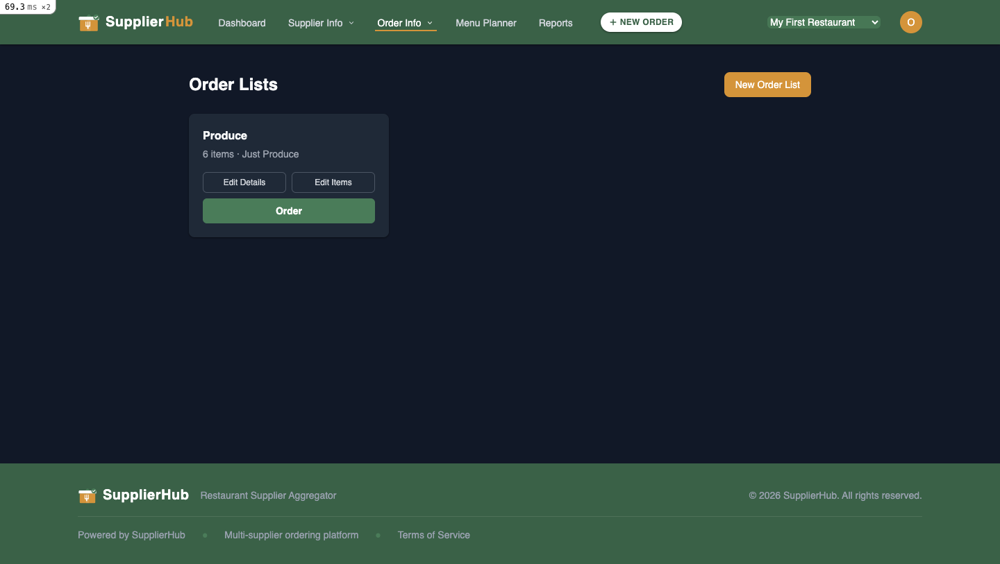 69.3 ms ×2
SupplierHub
Dashboard
Supplier Info
Order Info
Menu Planner
Reports
+ NEW ORDER
My First Restaurant
O
Order Lists
New Order List
Produce
6 items · Just Produce
Edit Details
Edit Items
Order
SupplierHub
Restaurant Supplier Aggregator
© 2026 SupplierHub. All rights reserved.
Powered by SupplierHub
Multi-supplier ordering platform
Terms of Service